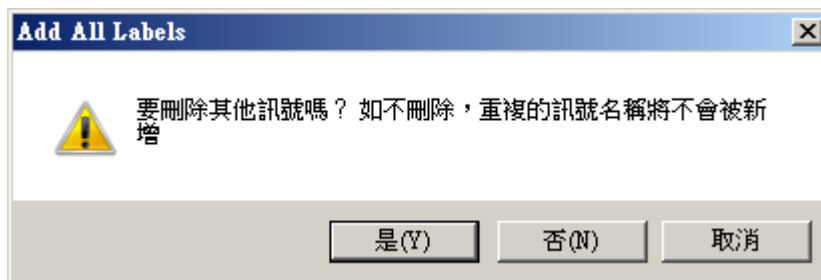 Add All Labels
要刪除其他訊號嗎？ 如不刪除，重複的訊號名稱將不會被新
增
是(Y)
否(N)
取消